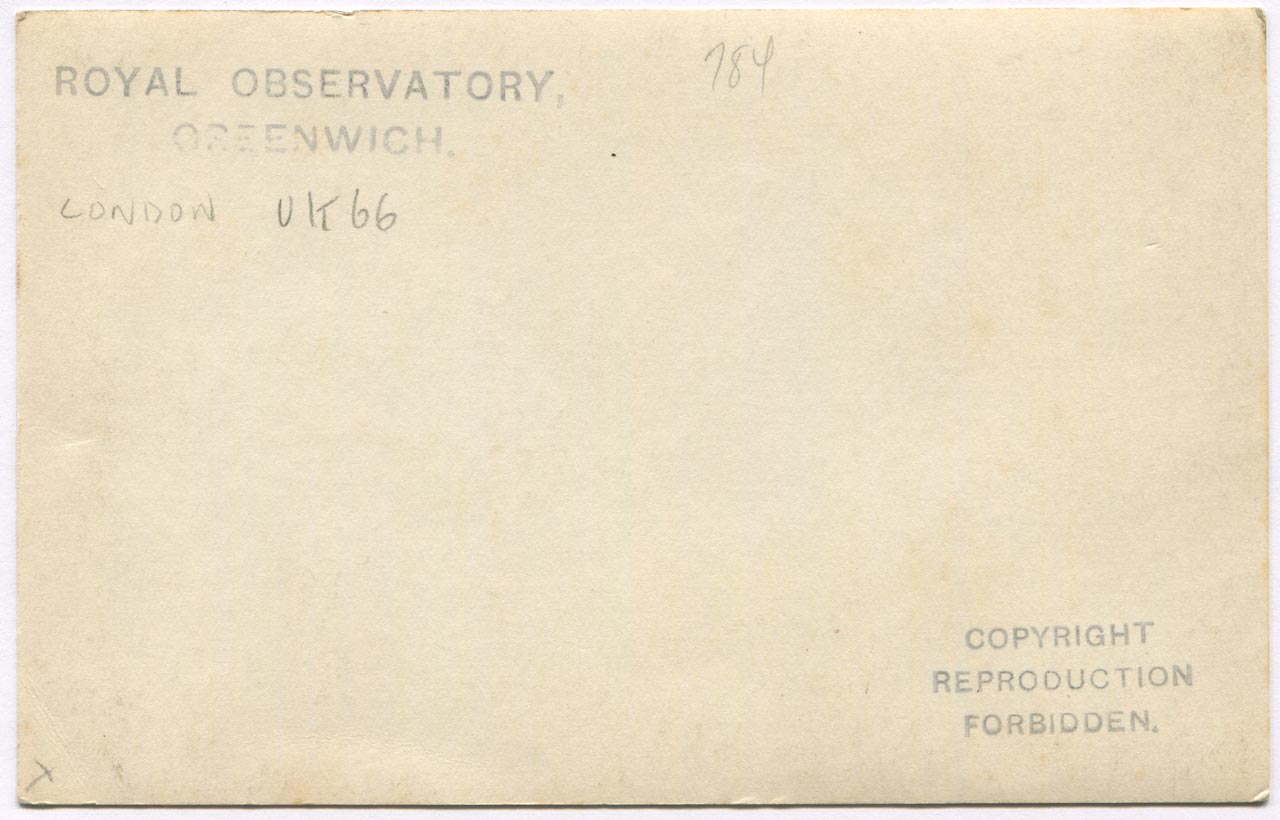 ROYAL OBSERVATORY,
GREENWICH.
784
LONDON UK66
COPYRIGHT
REPRODUCTION
FORBIDDEN.
X